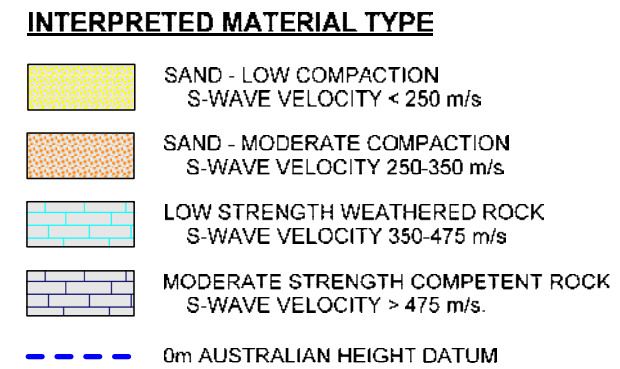 INTERPRETED MATERIAL TYPE
SAND - LOW COMPACTION
S-WAVE VELOCITY < 250 m/s
SAND - MODERATE COMPACTION
S-WAVE VELOCITY 250-350 m/s
LOW STRENGTH WEATHERED ROCK
S-WAVE VELOCITY 350-475 m/s
MODERATE STRENGTH COMPETENT ROCK
S-WAVE VELOCITY > 475 m/s.
0m AUSTRALIAN HEIGHT DATUM